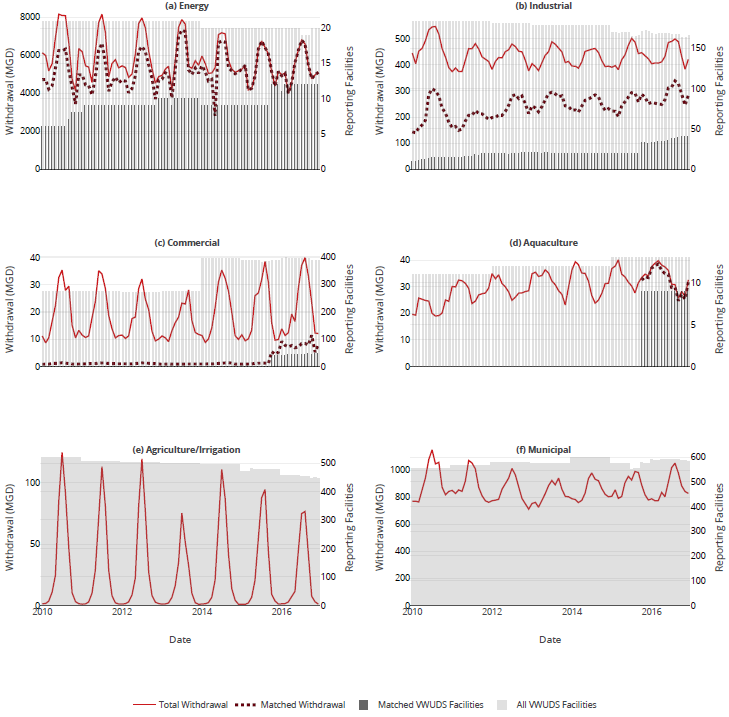 (a) Energy
(b) Industrial
Withdrawal (MGD)
8000
6000
4000
2000
0
20
15
10
5
0
Reporting Facilities
Withdrawal (MGD)
500
400
300
200
100
0
150
100
50
0
Reporting Facilities
(c) Commercial
(d) Aquaculture
Withdrawal (MGD)
40
30
20
10
0
400
300
200
100
0
Reporting Facilities
Withdrawal (MGD)
40
30
20
10
0
10
5
0
Reporting Facilities
(e) Agriculture/Irrigation
(f) Municipal
Withdrawal (MGD)
100
50
0
500
400
300
200
100
0
Reporting Facilities
2010 2012 2014 2016
Date
Withdrawal (MGD)
1000
800
600
400
200
0
600
500
400
300
200
100
0
Reporting Facilities
2010 2012 2014 2016
Date
Total Withdrawal Matched Withdrawal Matched VWUDS Facilities All VWUDS Facilities